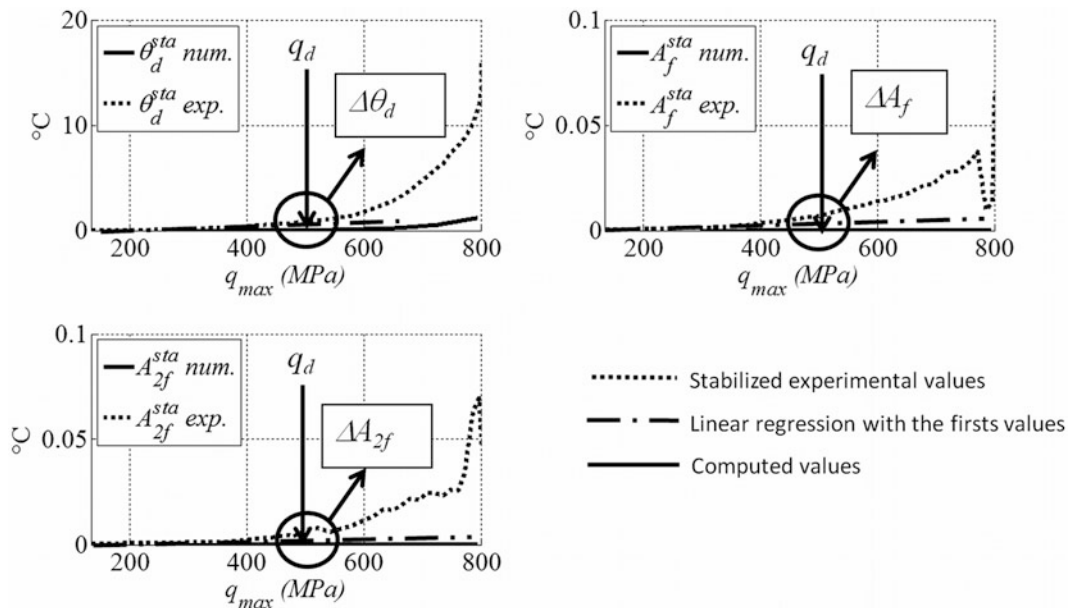 20
θ_d^sta num.
θ_d^sta exp.
q_d
Δθ_d
°C
10
0
200
400
600
800
q_max (MPa)
0.1
A_f^sta num.
A_f^sta exp.
q_d
ΔA_f
°C
0.05
0
200
400
600
800
q_max (MPa)
0.1
A_2f^sta num.
A_2f^sta exp.
q_d
ΔA_2f
°C
0.05
0
200
400
600
800
q_max (MPa)
Stabilized experimental values
Linear regression with the firsts values
Computed values